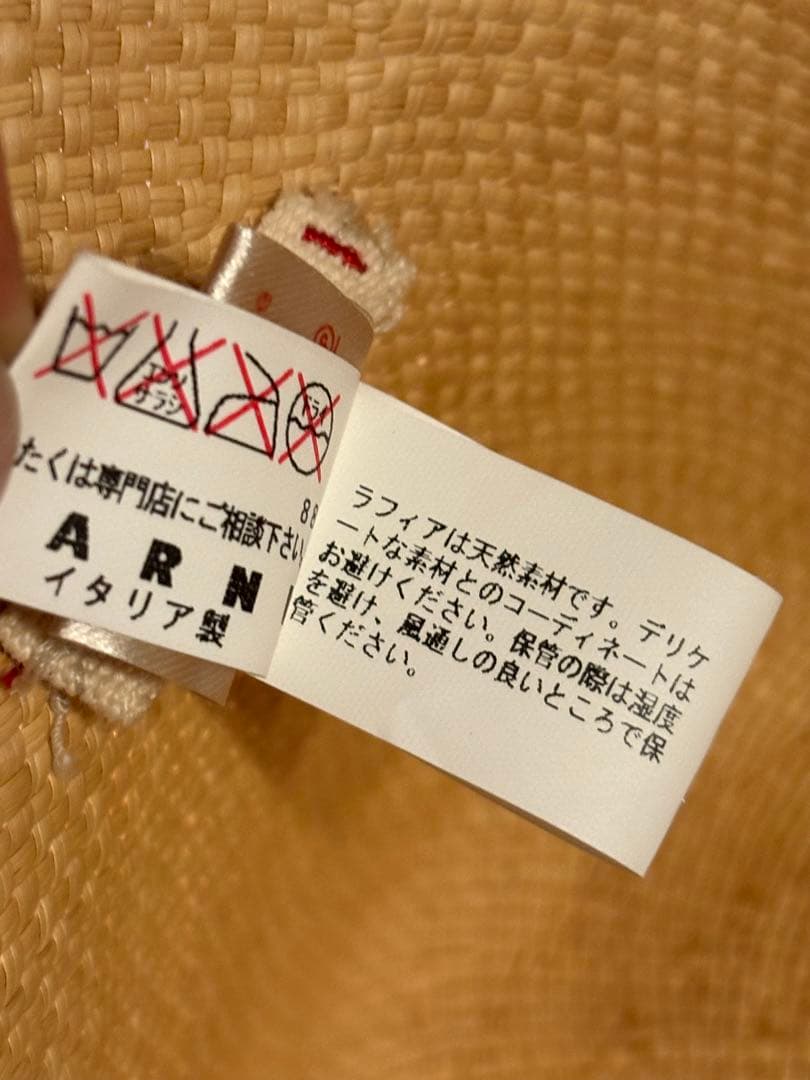 エンソ
サラシ
ドライ
たくは専門店にご相談下さい
88
A R N
イタリア製
ラフィアは天然素材です。デリケ
ートな素材とのコーディネートは
お避けください。保管の際は湿度
を避け、風通しの良いところで保
管ください。